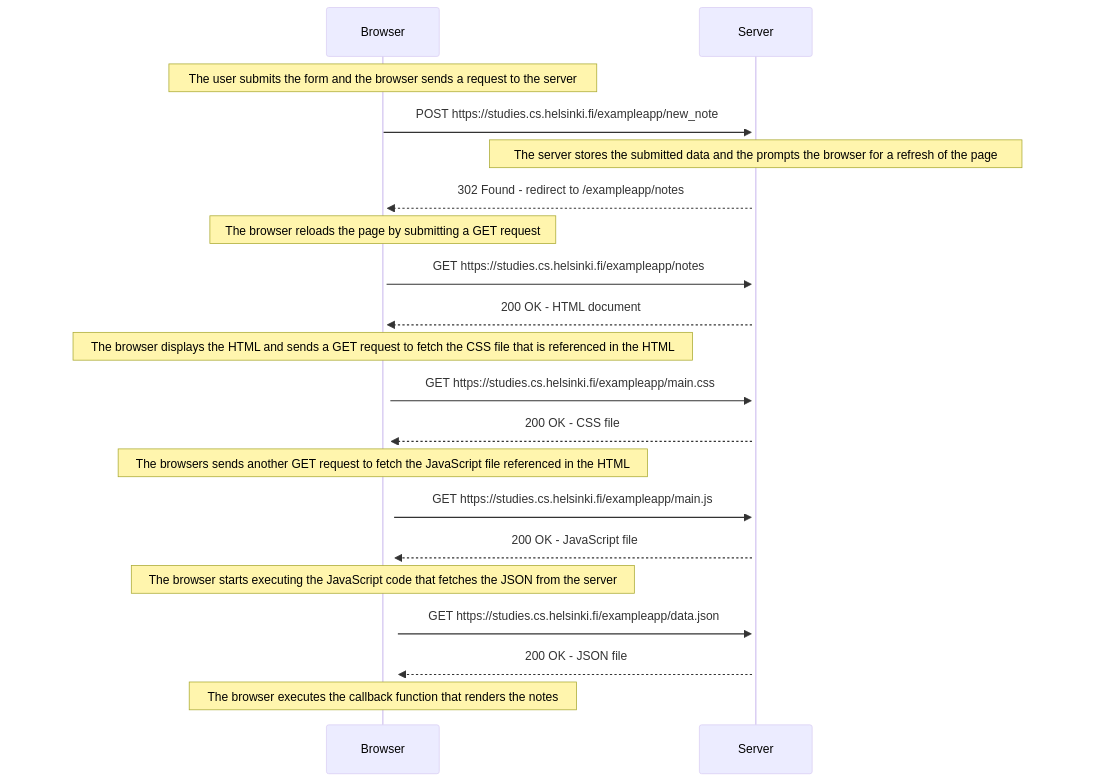 Browser
Server
The user submits the form and the browser sends a request to the server
POST https://studies.cs.helsinki.fi/exampleapp/new_note
The server stores the submitted data and the prompts the browser for a refresh of the page
302 Found - redirect to /exampleapp/notes
The browser reloads the page by submitting a GET request
GET https://studies.cs.helsinki.fi/exampleapp/notes
200 OK - HTML document
The browser displays the HTML and sends a GET request to fetch the CSS file that is referenced in the HTML
GET https://studies.cs.helsinki.fi/exampleapp/main.css
200 OK - CSS file
The browsers sends another GET request to fetch the JavaScript file referenced in the HTML
GET https://studies.cs.helsinki.fi/exampleapp/main.js
200 OK - JavaScript file
The browser starts executing the JavaScript code that fetches the JSON from the server
GET https://studies.cs.helsinki.fi/exampleapp/data.json
200 OK - JSON file
The browser executes the callback function that renders the notes
Browser
Server